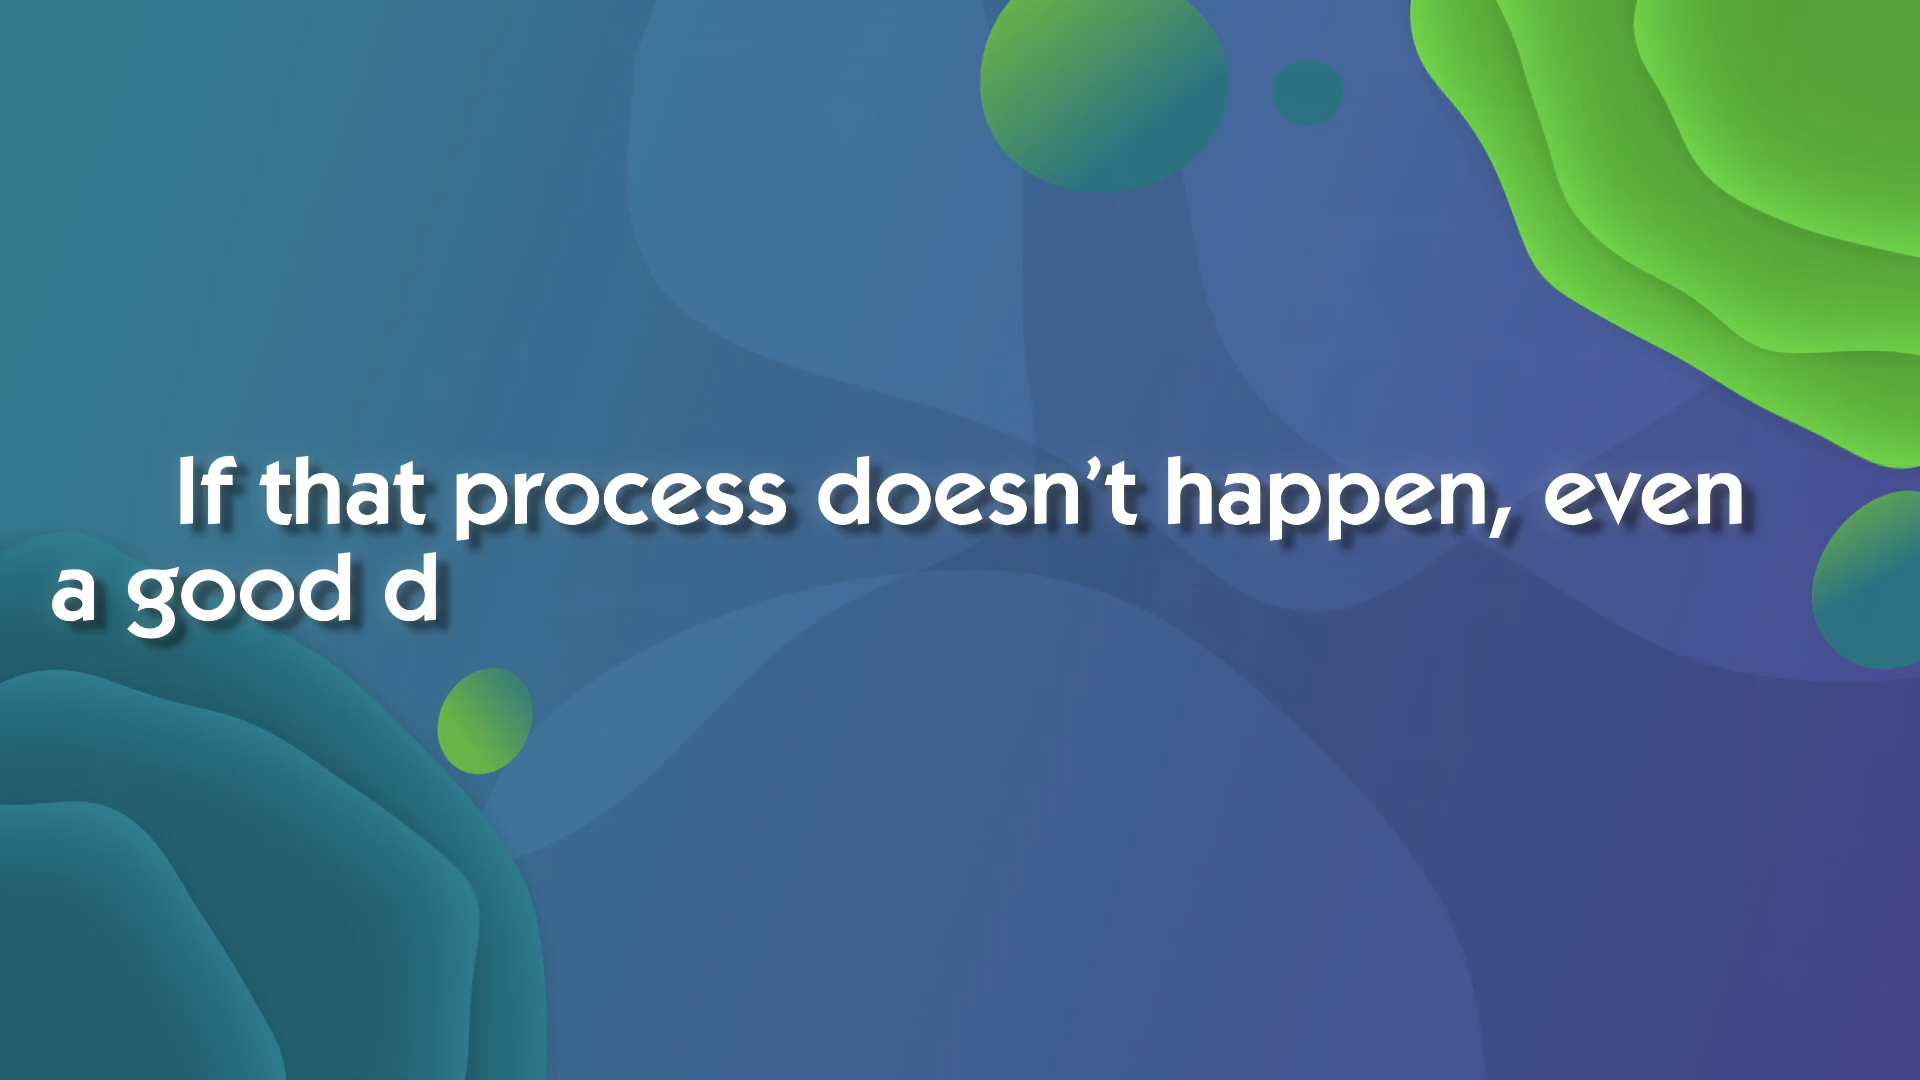 If that process doesn’t happen, even
a good d